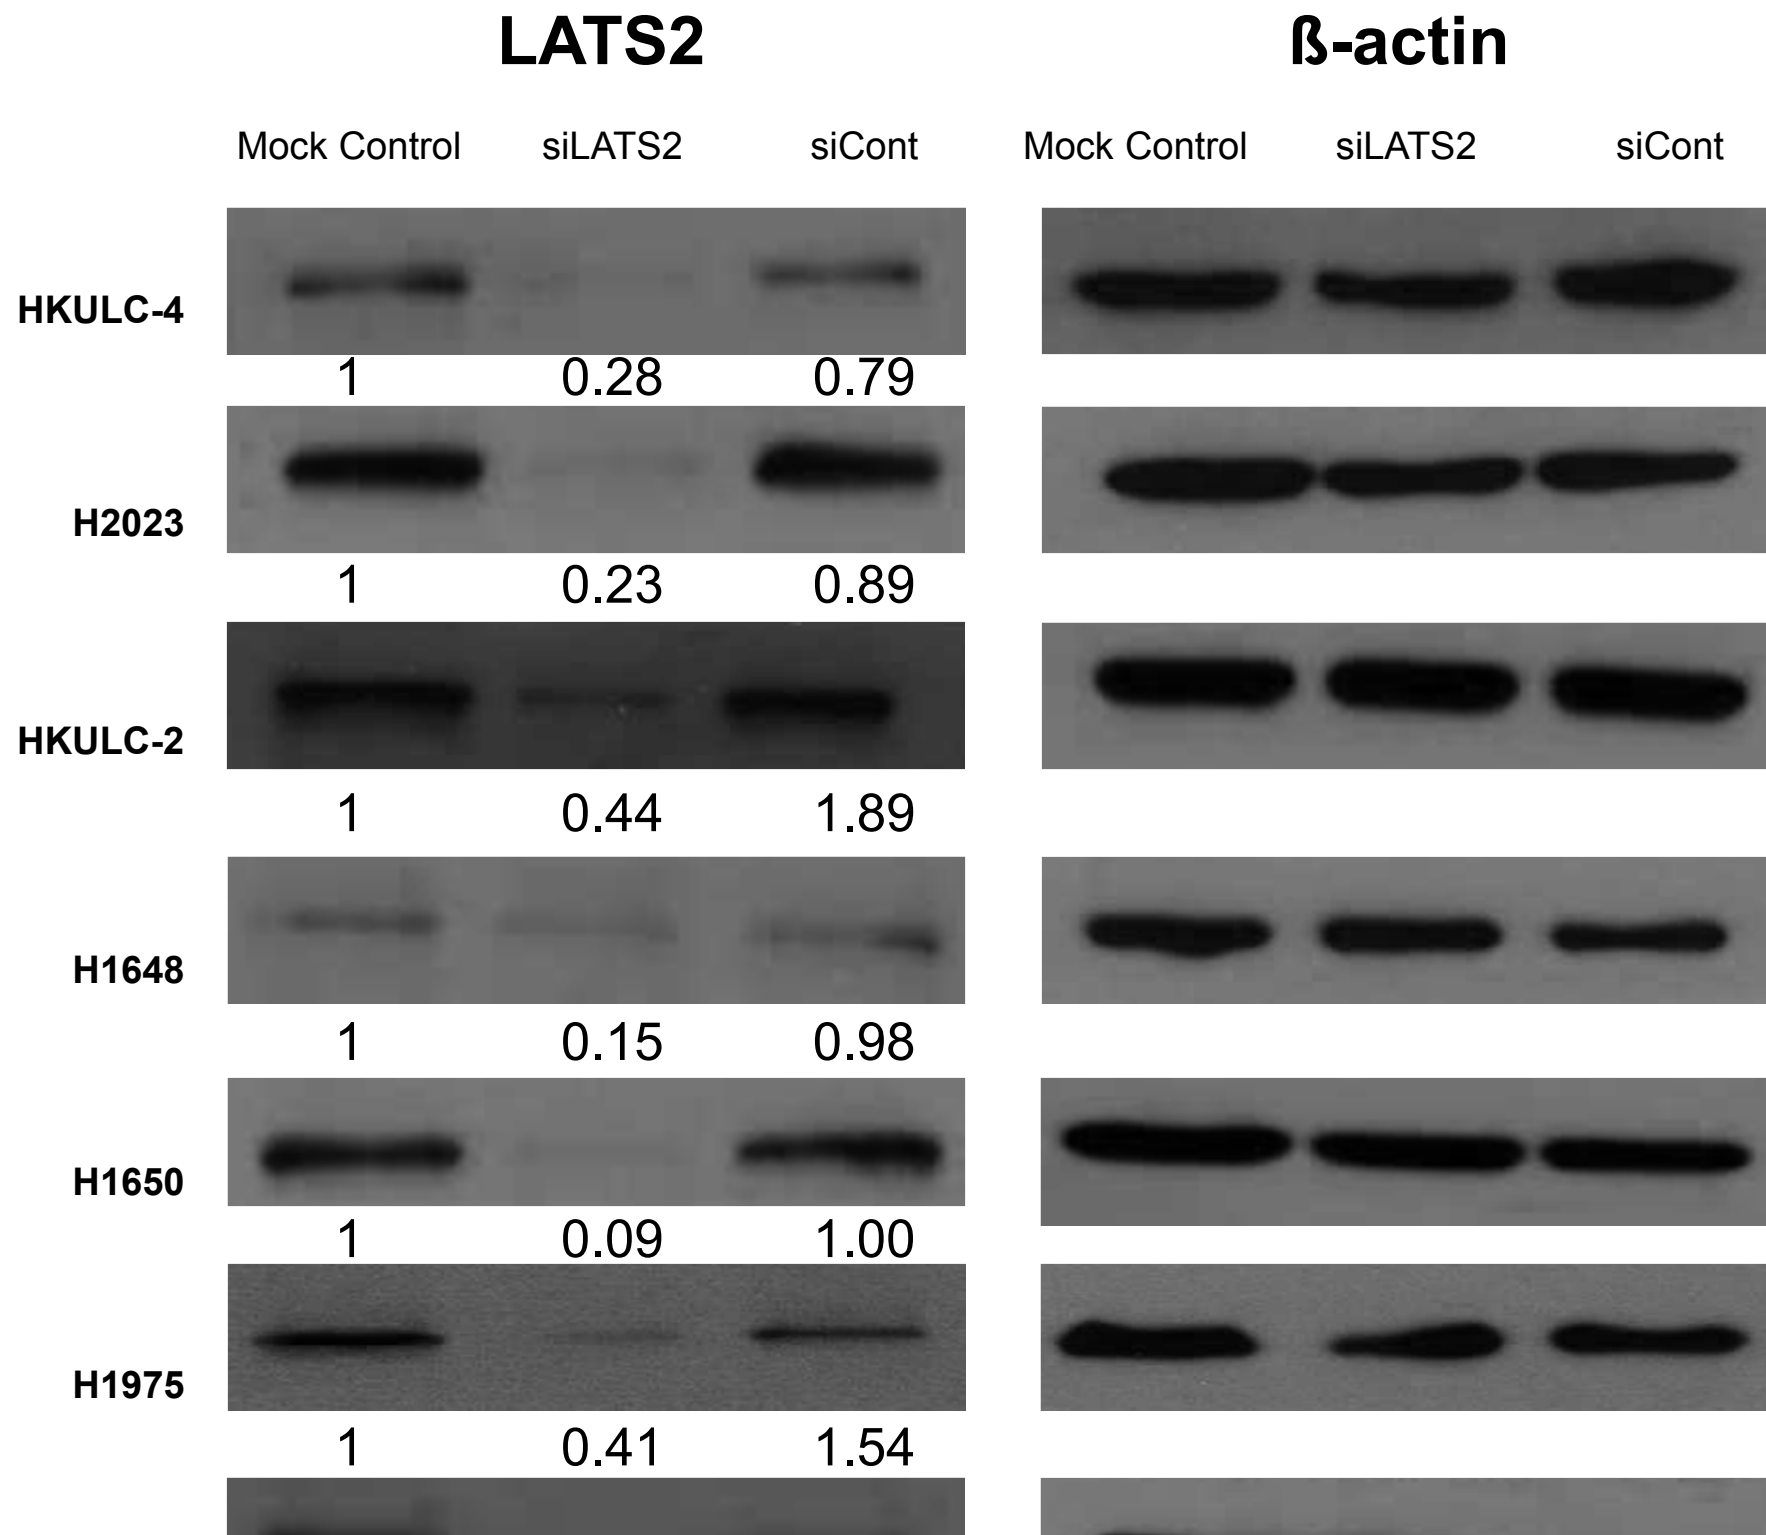 LATS2 ß-actin
Mock Control siLATS2 siCont Mock Control siLATS2 siCont
HKULC-4
1 0.28 0.79
H2023
1 0.23 0.89
HKULC-2
1 0.44 1.89
H1648
1 0.15 0.98
H1650
1 0.09 1.00
H1975
1 0.41 1.54